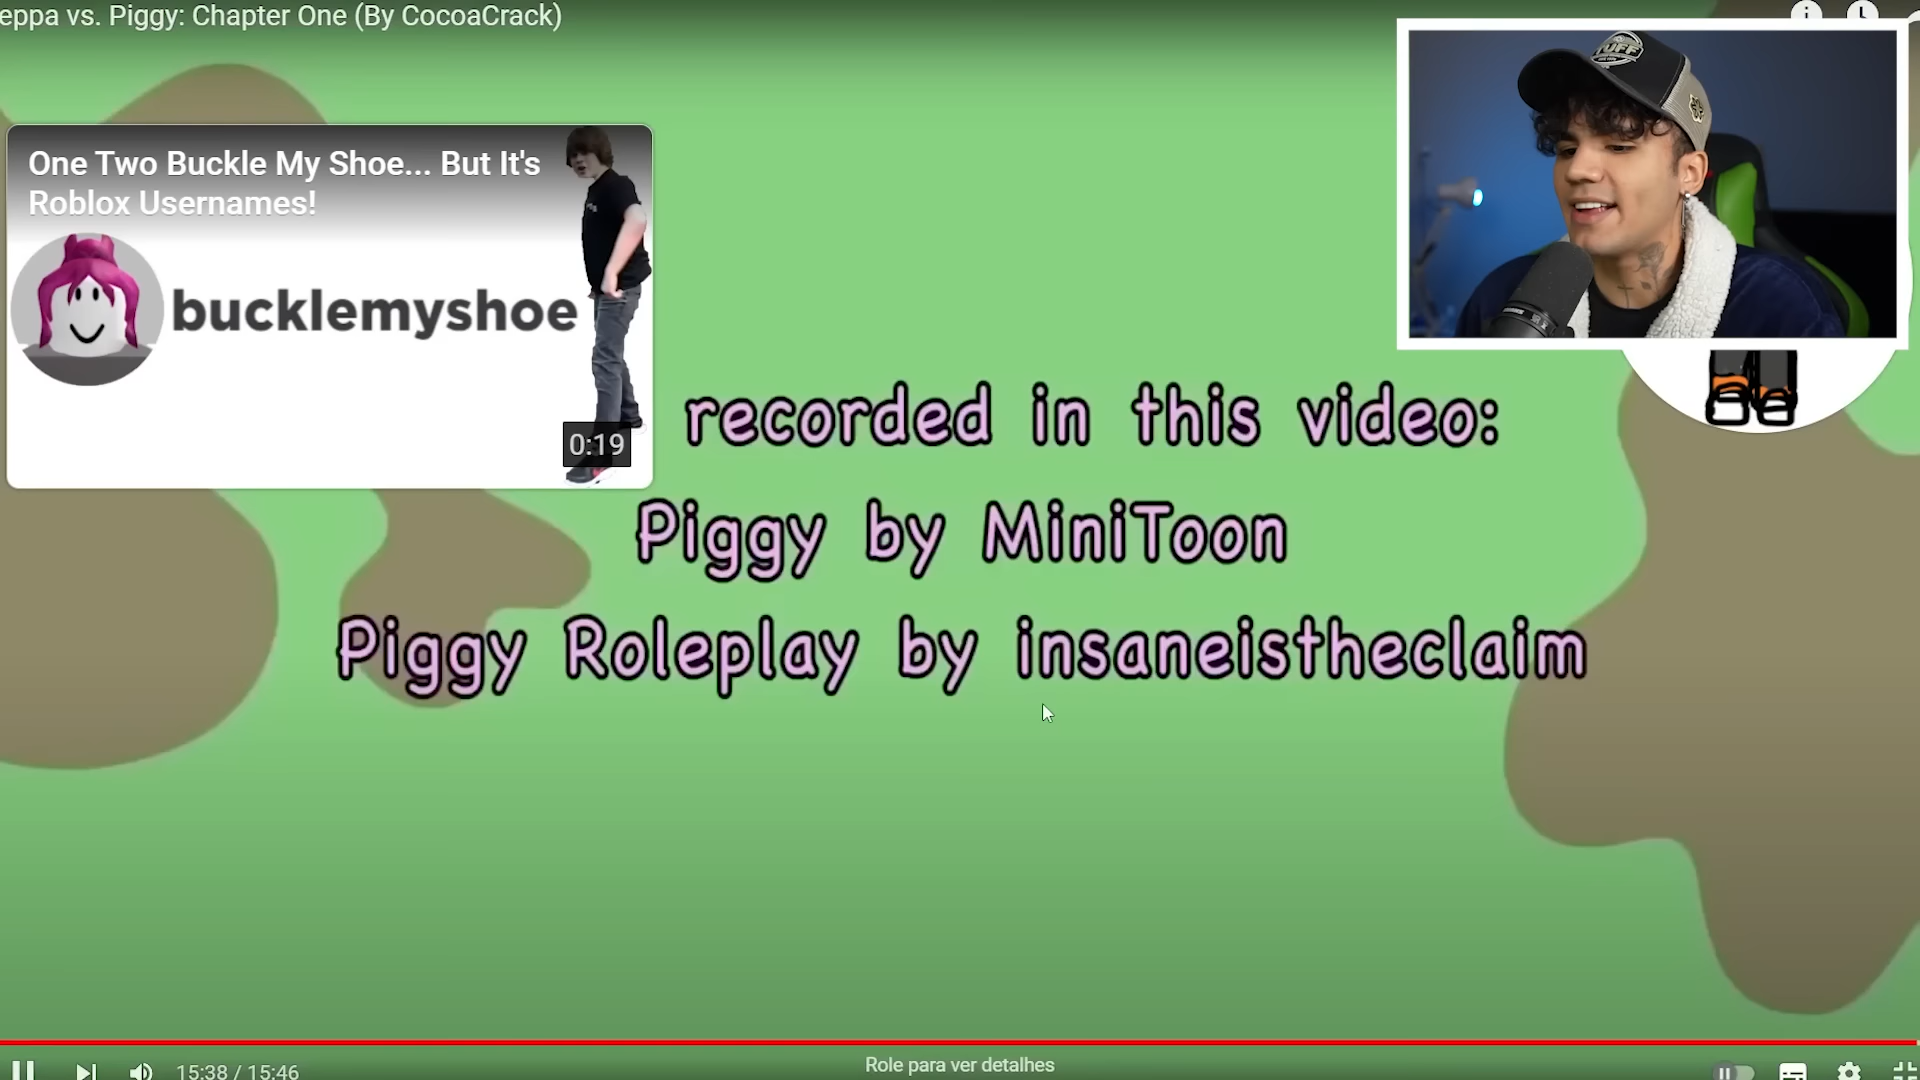 eppa vs. Piggy: Chapter One (By CocoaCrack)
TUFF
One Two Buckle My Shoe... But It's
Roblox Usernames!
bucklemyshoe
0:19
recorded in this video:
Piggy by MiniToon
Piggy Roleplay by insaneistheclaim
15:38 / 15:46
Role para ver detalhes